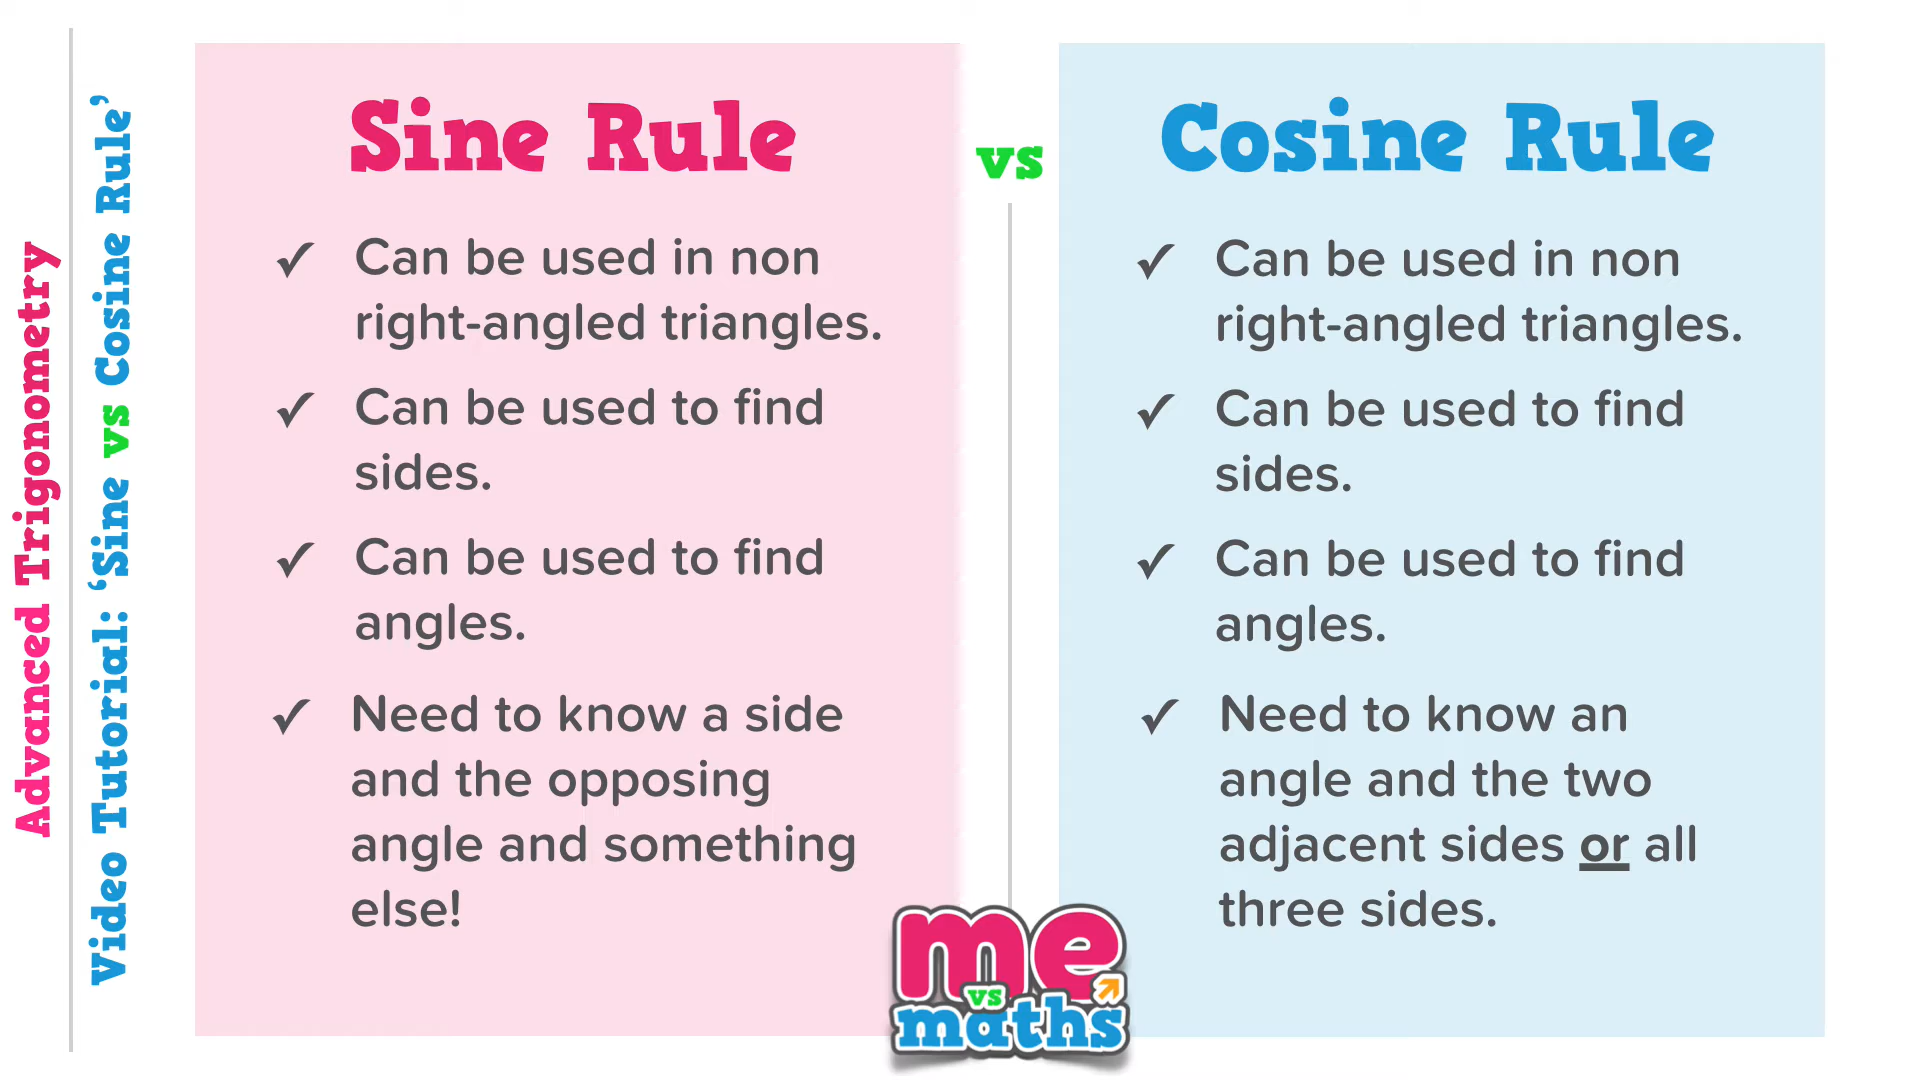 Advanced Trigonometry
Video Tutorial: ‘Sine vs Cosine Rule’
Sine Rule
✓ Can be used in non
right-angled triangles.
✓ Can be used to find
sides.
✓ Can be used to find
angles.
✓ Need to know a side
and the opposing
angle and something
else!
vs
Cosine Rule
✓ Can be used in non
right-angled triangles.
✓ Can be used to find
sides.
✓ Can be used to find
angles.
✓ Need to know an
angle and the two
adjacent sides or all
three sides.
me
vs
maths